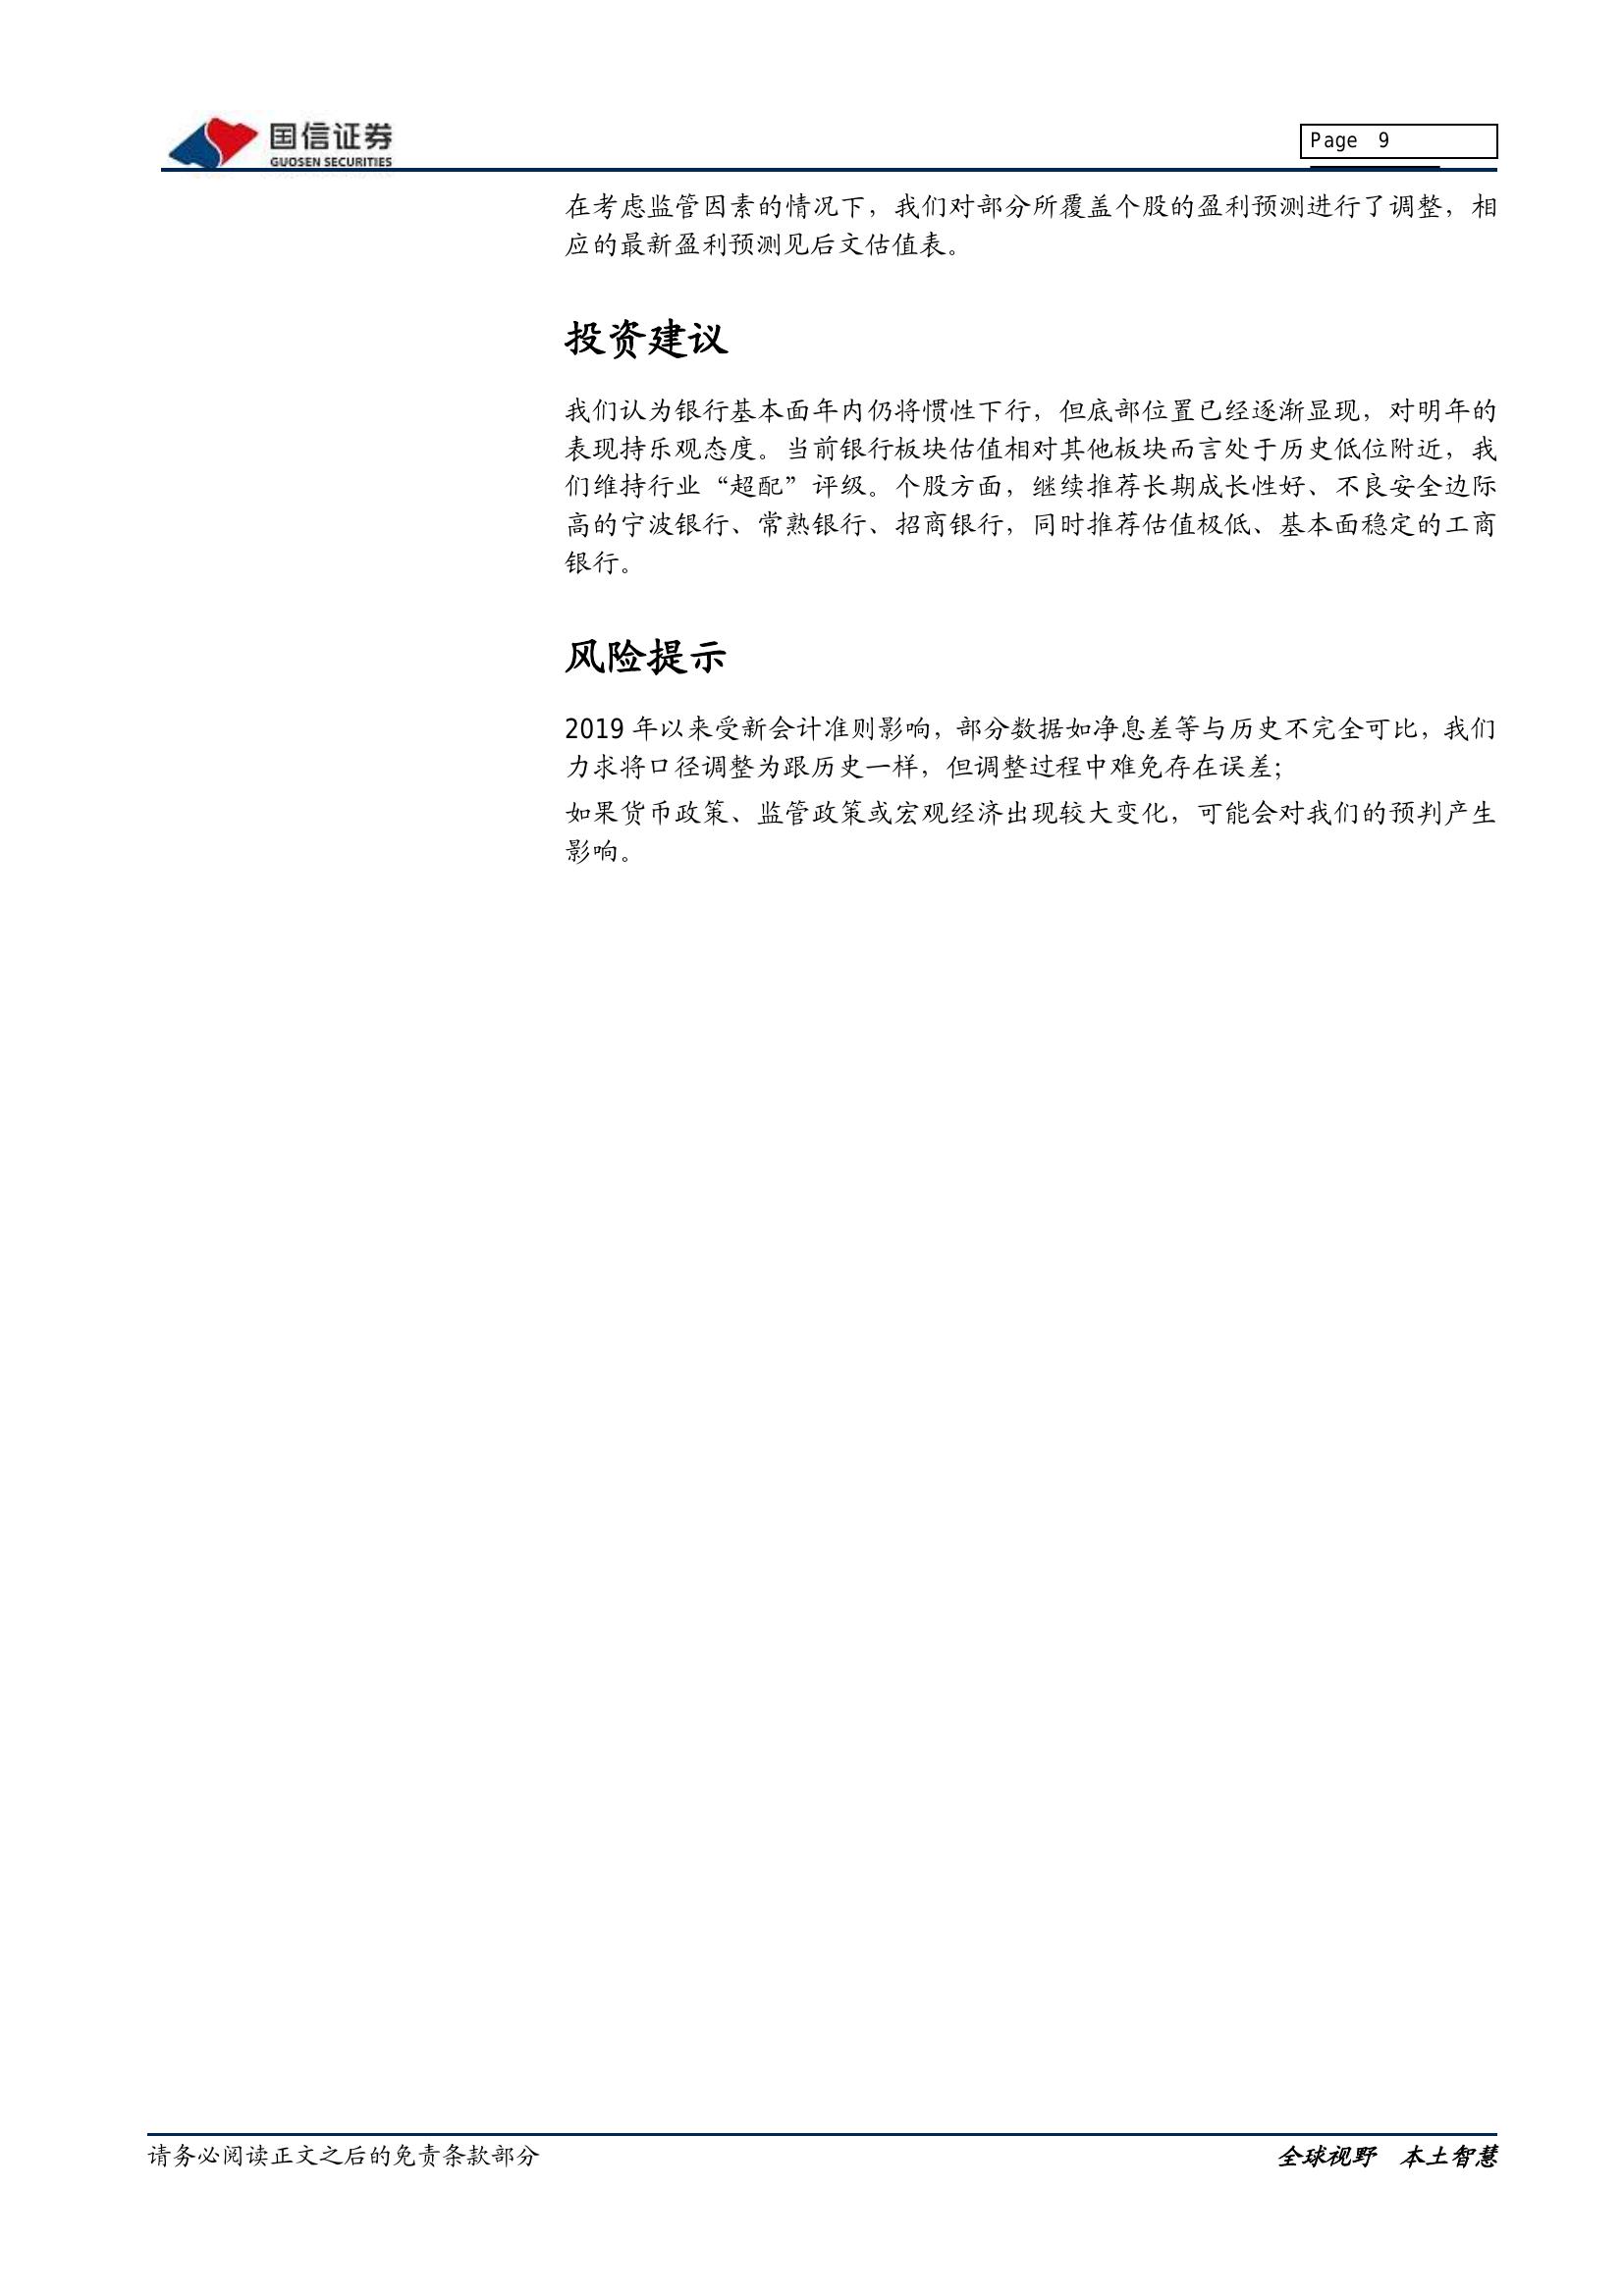 国信证券
GUOSEN SECURITIES
Page 9
在考虑监管因素的情况下，我们对部分所覆盖个股的盈利预测进行了调整，相
应的最新盈利预测见后文估值表。
投资建议
我们认为银行基本面年内仍将惯性下行，但底部位置已经逐渐显现，对明年的
表现持乐观态度。当前银行板块估值相对其他板块而言处于历史低位附近，我
们维持行业“超配”评级。个股方面，继续推荐长期成长性好、不良安全边际
高的宁波银行、常熟银行、招商银行，同时推荐估值极低、基本面稳定的工商
银行。
风险提示
2019 年以来受新会计准则影响，部分数据如净息差等与历史不完全可比，我们
力求将口径调整为跟历史一样，但调整过程中难免存在误差；
如果货币政策、监管政策或宏观经济出现较大变化，可能会对我们的预判产生
影响。
请务必阅读正文之后的免责条款部分
全球视野 本土智慧